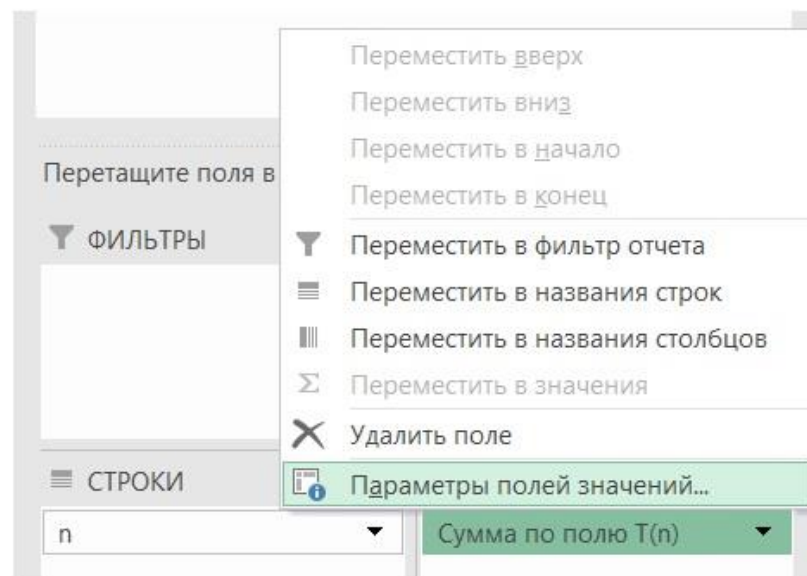 Переместить вверх
Переместить вниз
Переместить в начало
Переместить в конец
Перетащите поля в
ФИЛЬТРЫ
Переместить в фильтр отчета
Переместить в названия строк
Переместить в названия столбцов
Σ Переместить в значения
Удалить поле
СТРОКИ
Параметры полей значений...
n
Сумма по полю T(n)